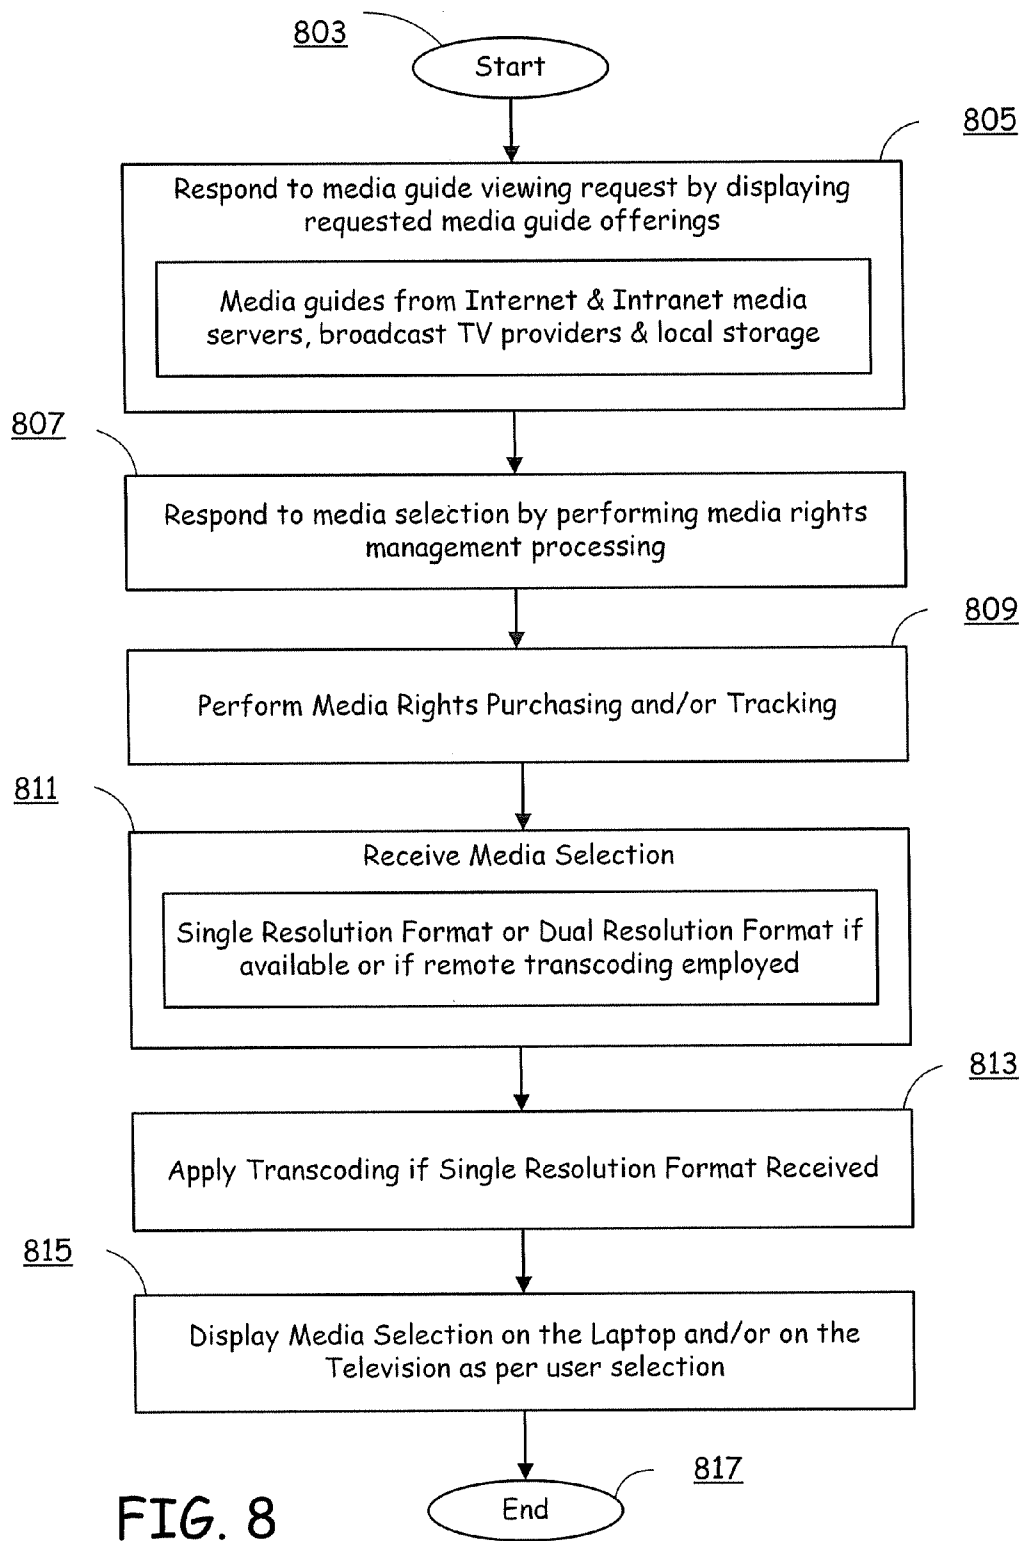 803
Start
805
Respond to media guide viewing request by displaying
requested media guide offerings
Media guides from Internet & Intranet media
servers, broadcast TV providers & local storage
807
Respond to media selection by performing media rights
management processing
809
Perform Media Rights Purchasing and/or Tracking
811
Receive Media Selection
Single Resolution Format or Dual Resolution Format if
available or if remote transcoding employed
813
Apply Transcoding if Single Resolution Format Received
815
Display Media Selection on the Laptop and/or on the
Television as per user selection
817
End
FIG. 8